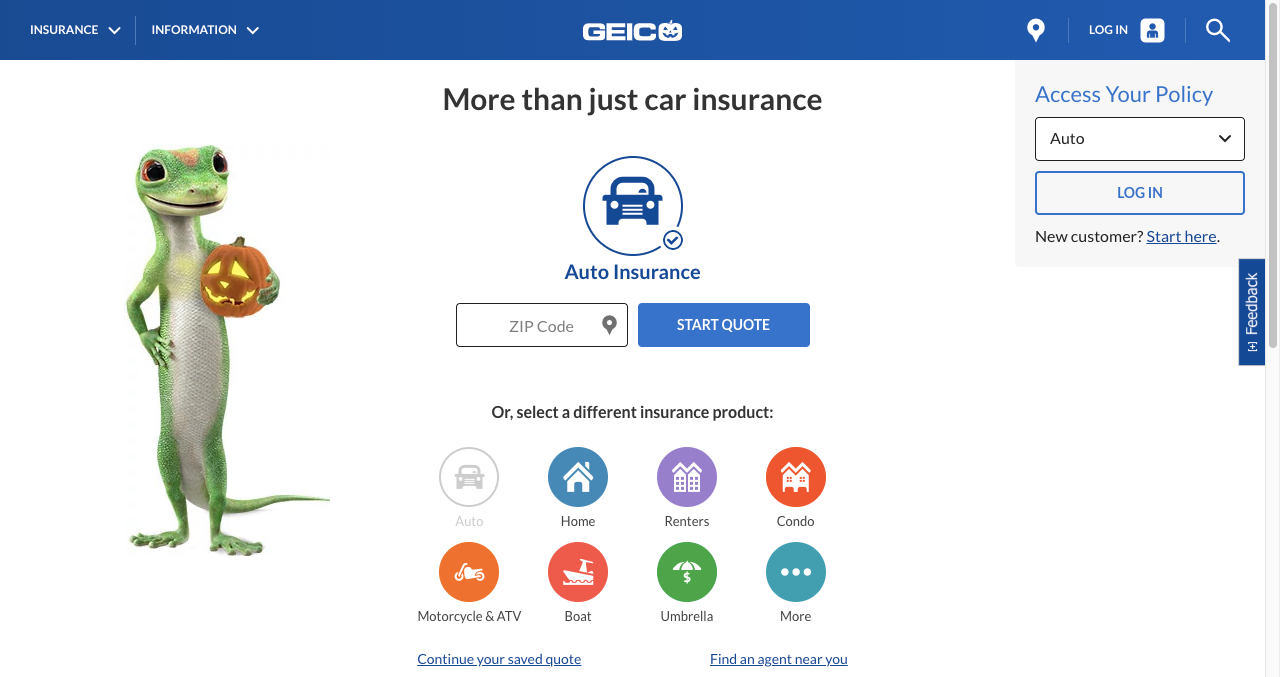 INSURANCE
INFORMATION
GEICO
LOG IN
More than just car insurance
Access Your Policy
Auto
LOG IN
New customer? Start here.
[+] Feedback
Auto Insurance
ZIP Code
START QUOTE
Or, select a different insurance product:
Auto
Home
Renters
Condo
$
Motorcycle & ATV
Boat
Umbrella
More
Continue your saved quote
Find an agent near you